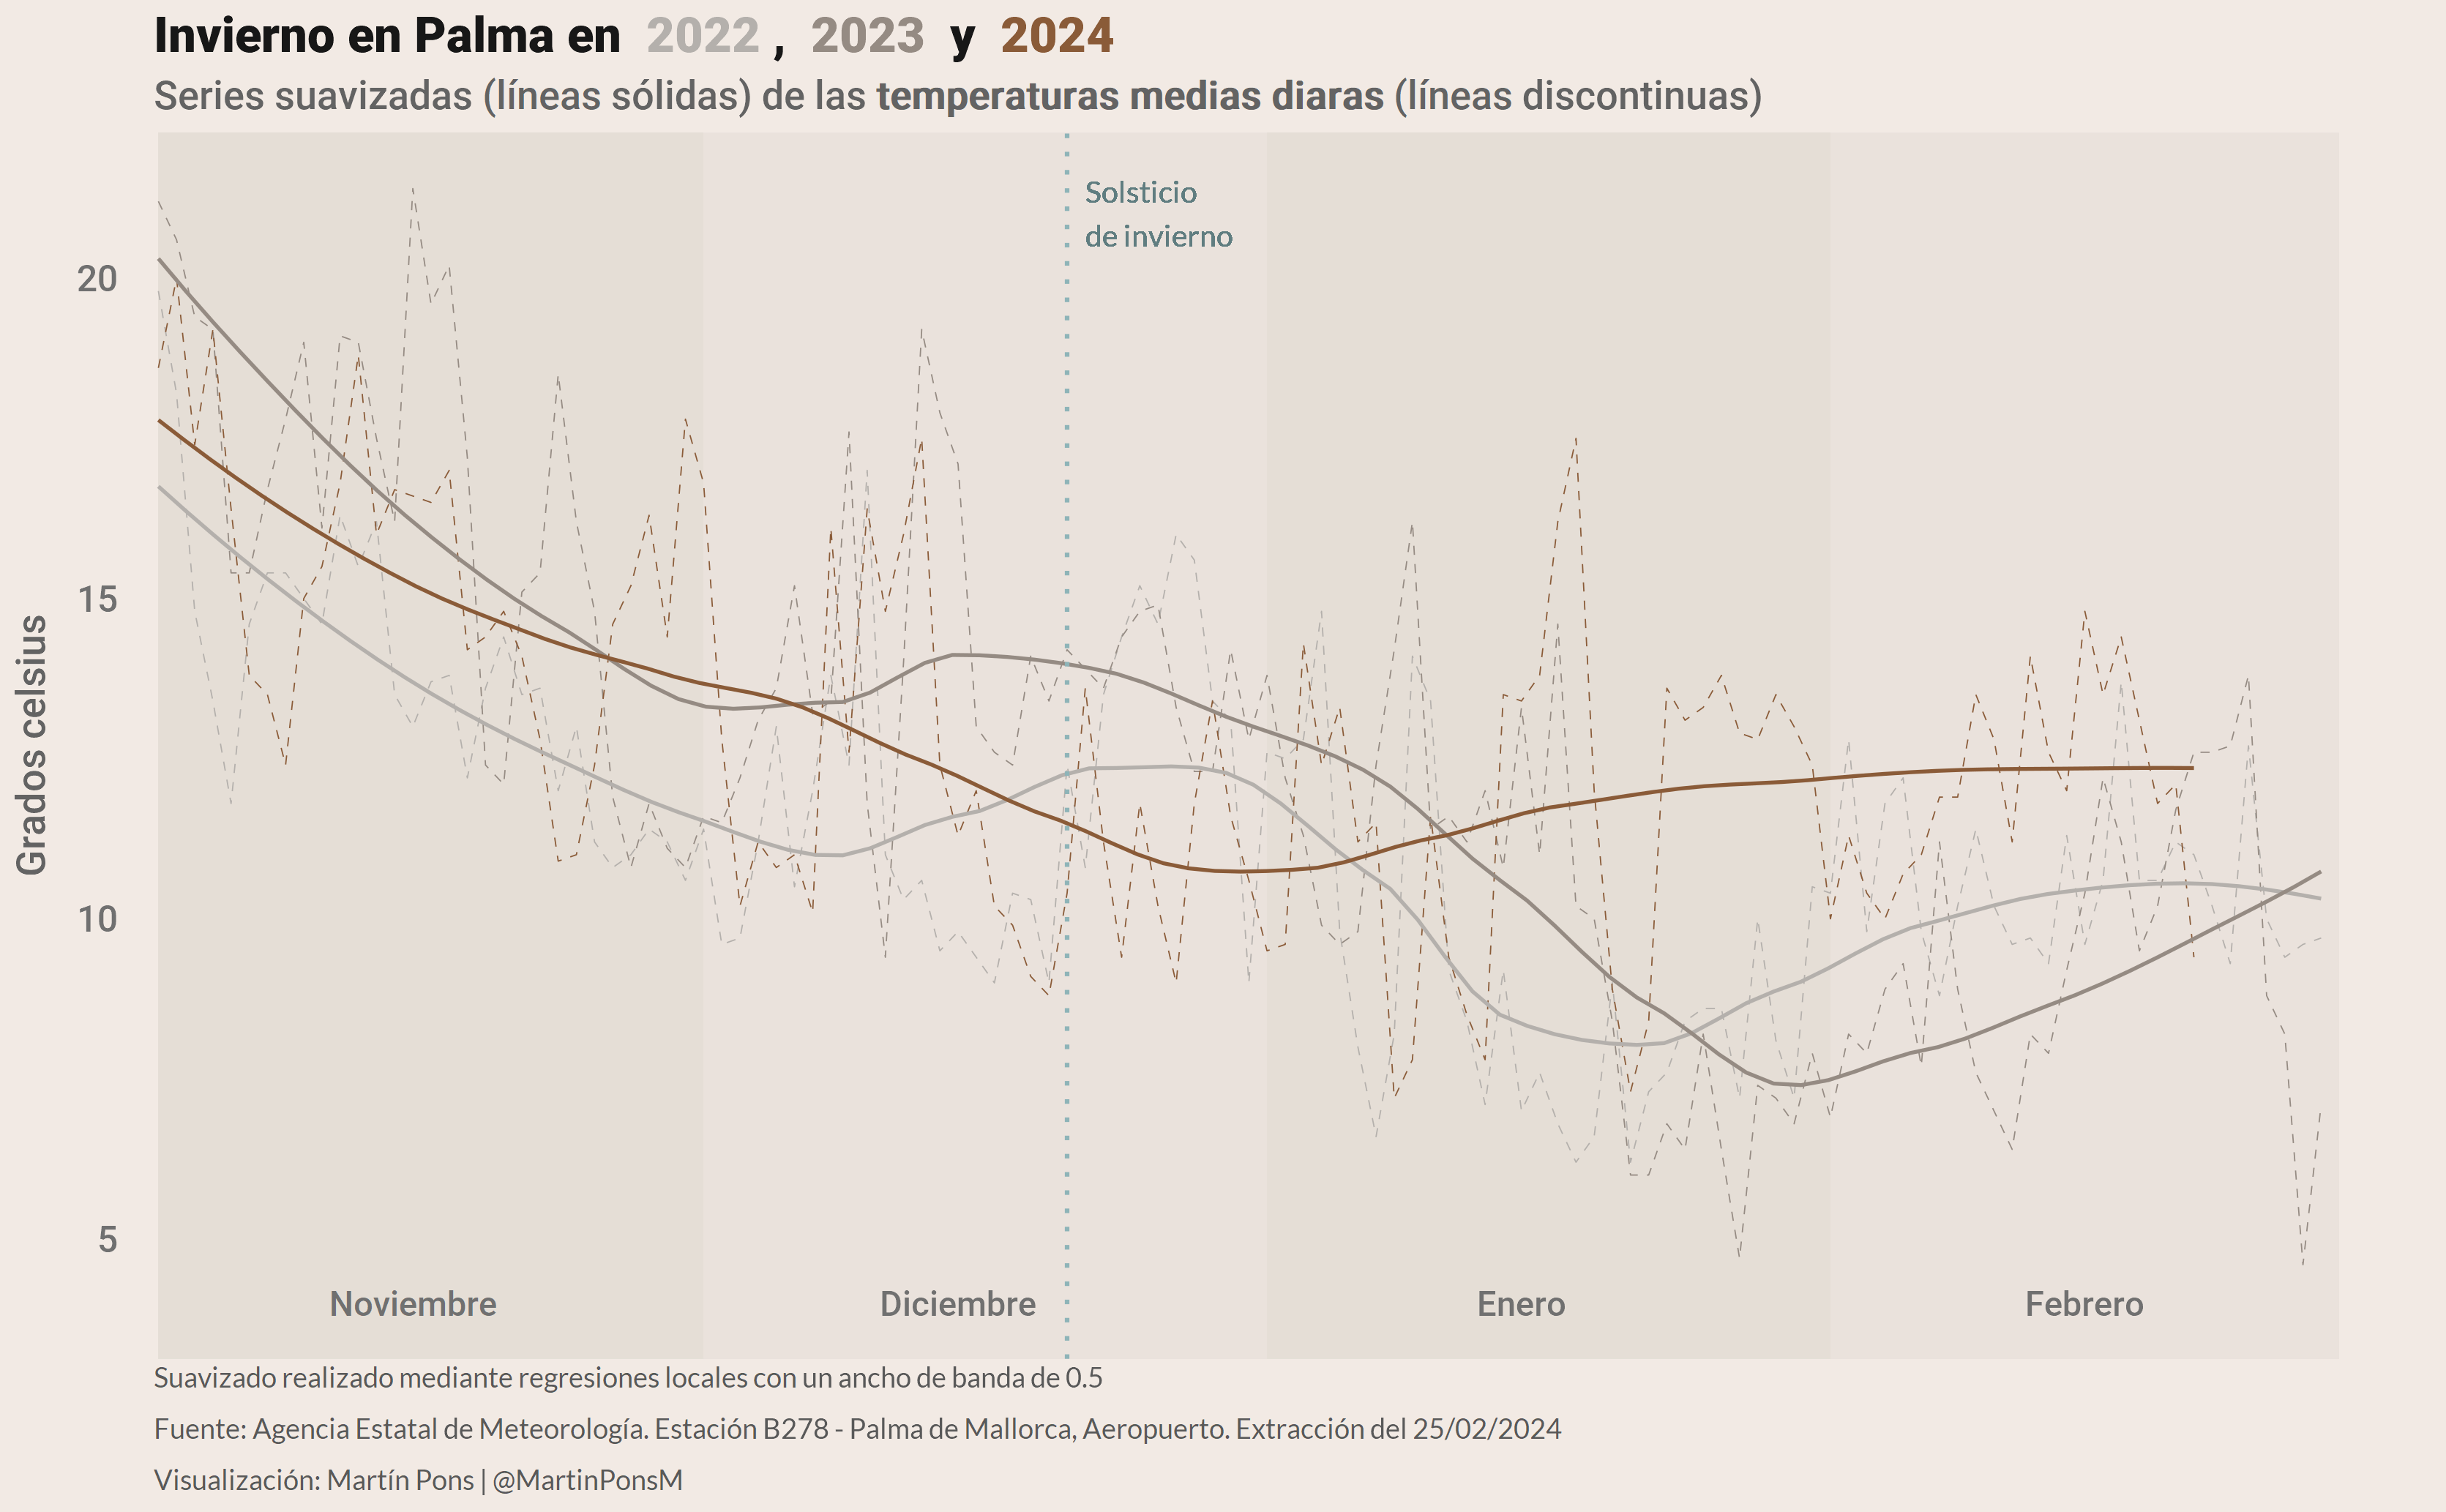 Invierno en Palma en 2022 , 2023 y 2024
Series suavizadas (líneas sólidas) de las temperaturas medias diaras (líneas discontinuas)
Solsticio
de invierno
20
15
10
5
Grados celsius
Noviembre
Diciembre
Enero
Febrero
Suavizado realizado mediante regresiones locales con un ancho de banda de 0.5
Fuente: Agencia Estatal de Meteorología. Estación B278 - Palma de Mallorca, Aeropuerto. Extracción del 25/02/2024
Visualización: Martín Pons | @MartinPonsM